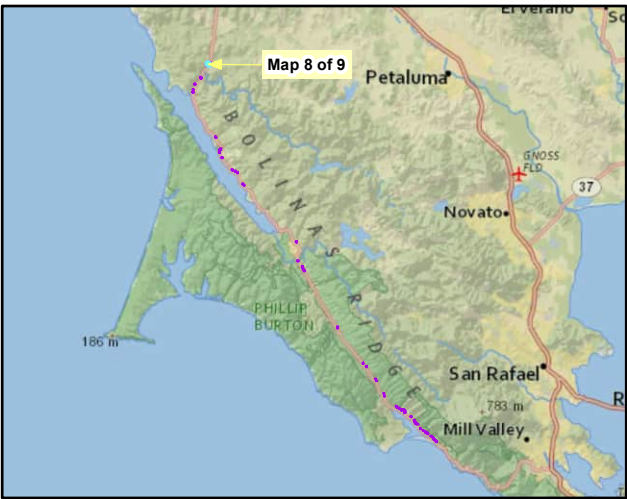 El Verano
So
Map 8 of 9
Petaluma
BOLINAS RIDGE
GNOSS
FLD
37
Novato
PHILLIP
BURTON
186 m
San Rafael
R
783 m
Mill Valley